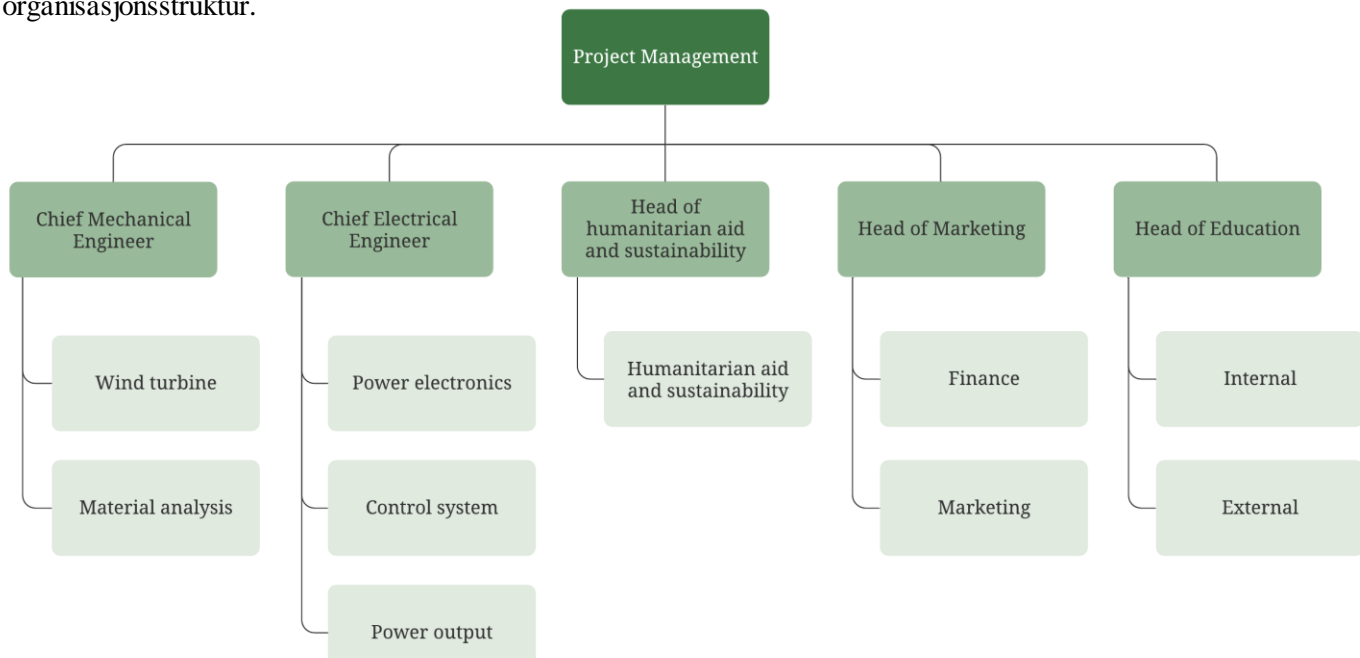 organisasjonsstruktur.
Project Management
Chief Mechanical
Engineer
Chief Electrical
Engineer
Head of
humanitarian aid
and sustainability
Head of Marketing
Head of Education
Wind turbine
Power electronics
Humanitarian aid
and sustainability
Finance
Internal
Material analysis
Control system
Marketing
External
Power output